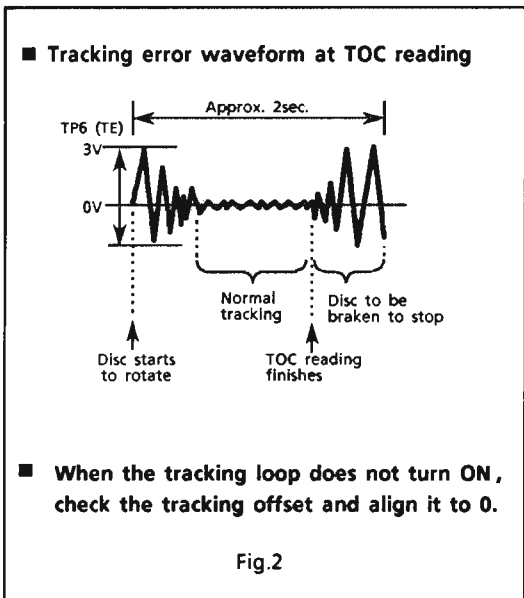 ■ Tracking error waveform at TOC reading
Approx. 2sec.
TP6 (TE)
3V
0V
Normal
tracking
Disc to be
braken to stop
Disc starts
to rotate
TOC reading
finishes
■ When the tracking loop does not turn ON,
check the tracking offset and align it to 0.
Fig.2